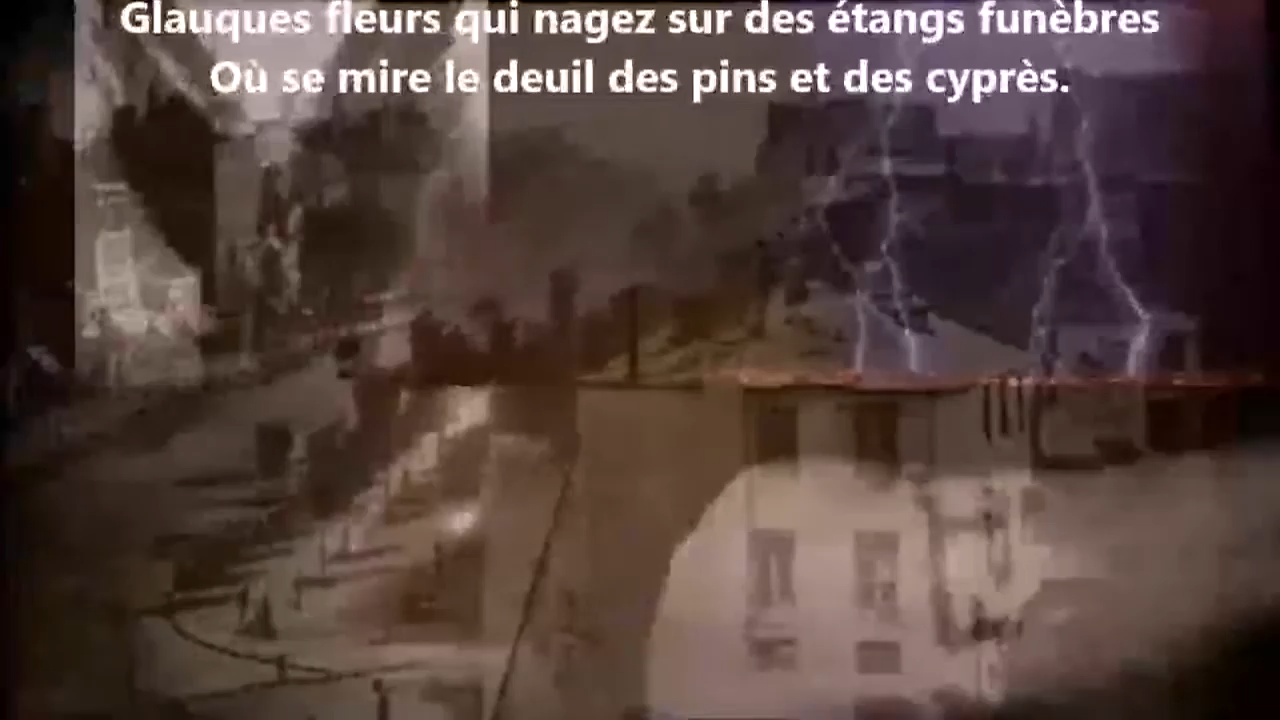 Glauques fleurs qui nagez sur des étangs funèbres
Où se mire le deuil des pins et des cyprès.